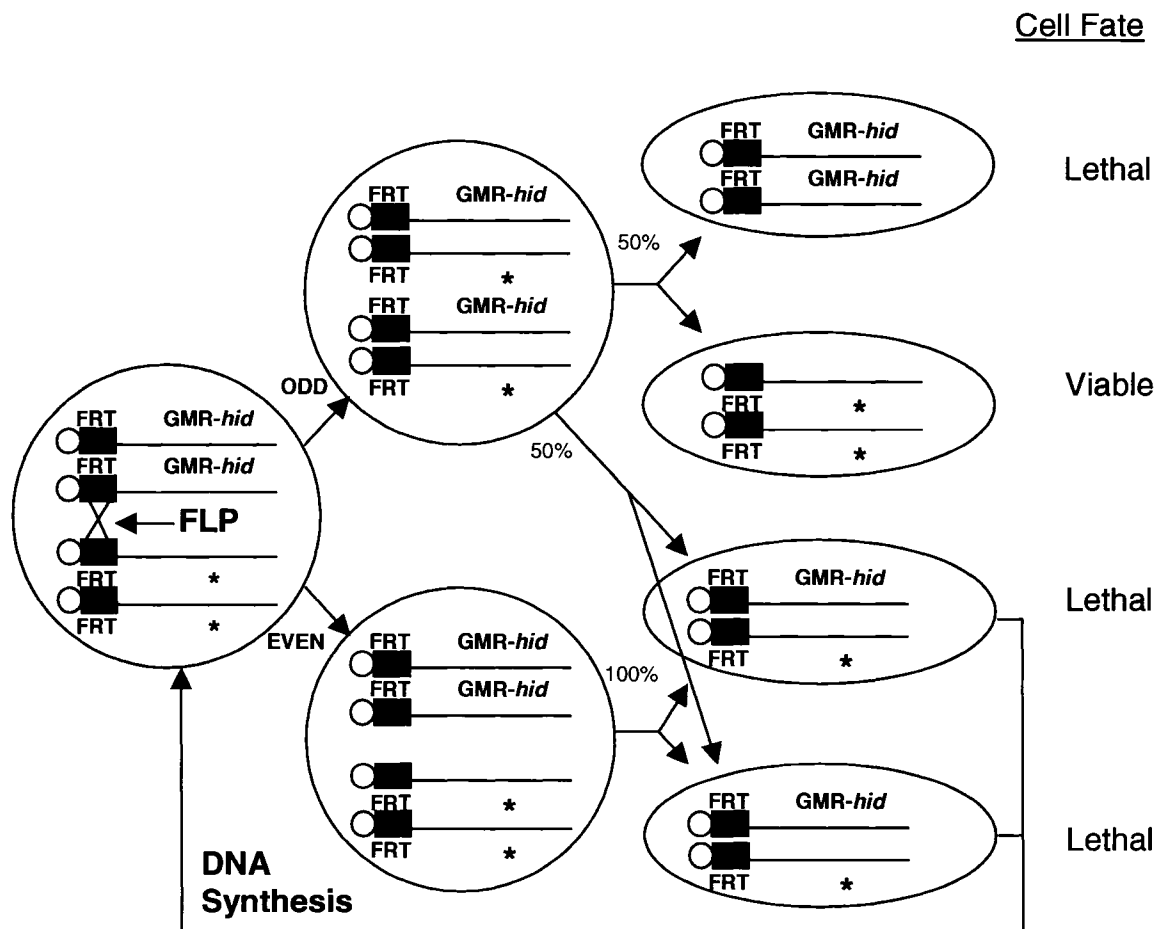 Cell Fate
FRT GMR-hid
FRT GMR-hid
Lethal
FRT GMR-hid
FRT *
FRT GMR-hid
FRT *
50%
FRT *
FRT *
Viable
ODD
50%
FRT GMR-hid
FRT GMR-hid
FLP
FRT *
FRT *
EVEN
FRT GMR-hid
FRT GMR-hid
FRT *
FRT *
100%
FRT GMR-hid
FRT *
Lethal
FRT GMR-hid
FRT *
Lethal
DNA
Synthesis